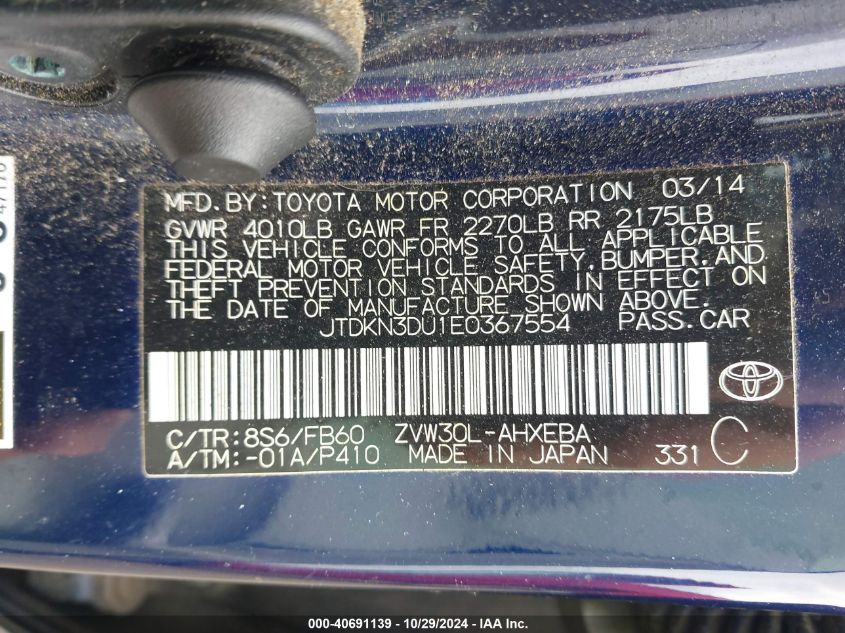 MFD. BY: TOYOTA MOTOR CORPORATION 03/14
GVWR 4010LB GAWR FR 2270LB RR 2175LB
THIS VEHICLE CONFORMS TO ALL APPLICABLE
FEDERAL MOTOR VEHICLE SAFETY, BUMPER, AND
THEFT PREVENTION STANDARDS IN EFFECT ON
THE DATE OF MANUFACTURE SHOWN ABOVE.
JTDKN3DU1E0367554 PASS. CAR
C/TR: 8S6/FB60 ZVW30L-AHXEBA
A/TM: -01A/P410 MADE IN JAPAN 331 C
000-40691139 - 10/29/2024 - IAA Inc.